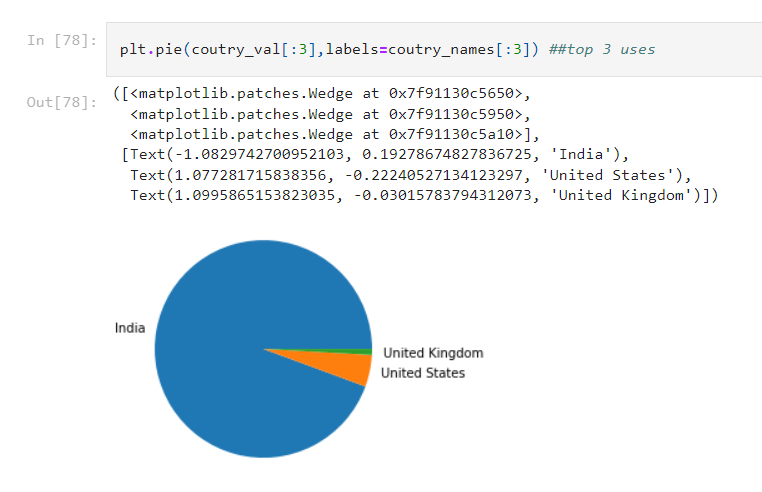 In [78]:
plt.pie(coutry_val[:3],labels=coutry_names[:3]) ##top 3 uses
Out[78]:
([<matplotlib.patches.Wedge at 0x7f91130c5650>,
<matplotlib.patches.Wedge at 0x7f91130c5950>,
<matplotlib.patches.Wedge at 0x7f91130c5a10>],
[Text(-1.0829742700952103, 0.19278674827836725, 'India'),
Text(1.077281715838356, -0.22240527134123297, 'United States'),
Text(1.0995865153823035, -0.03015783794312073, 'United Kingdom')])
India
United Kingdom
United States